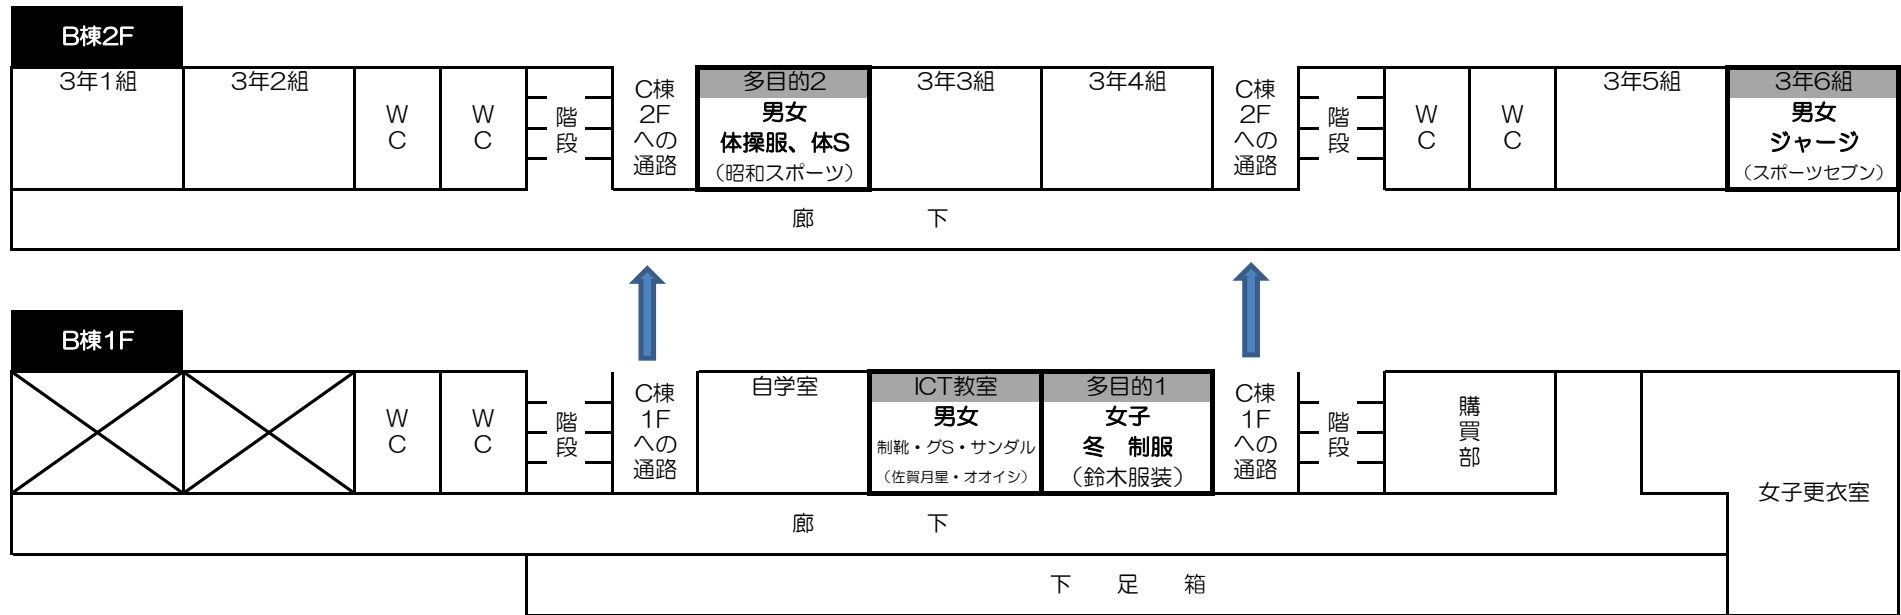 B棟2F
3年1組
3年2組
WC
WC
階段
C棟
2F
への
通路
多目的2
男女
体操服、体S
（昭和スポーツ）
3年3組
3年4組
C棟
2F
への
通路
階段
WC
WC
3年5組
3年6組
男女
ジャージ
（スポーツセブン）
廊　下
B棟1F
WC
WC
階段
C棟
1F
への
通路
自学室
ICT教室
男女
制靴・グS・サンダル
（佐賀月星・オオイシ）
多目的1
女子
冬　制服
（鈴木服装）
C棟
1F
への
通路
階段
購買部
女子更衣室
廊　下
下　足　箱